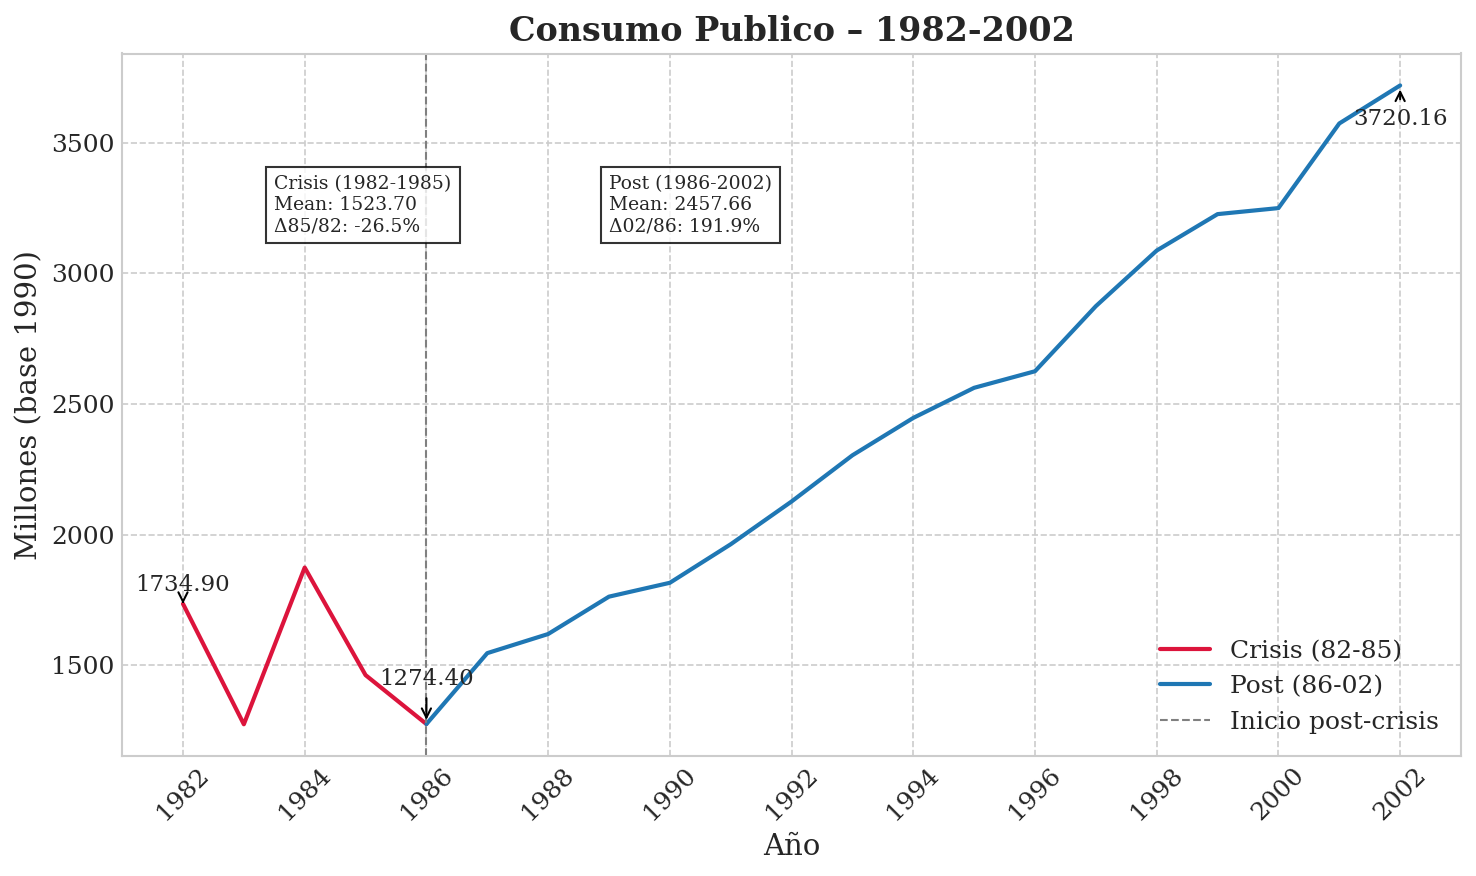 Consumo Publico – 1982-2002
Millones (base 1990)
3500
3000
2500
2000
1500
Crisis (1982-1985)
Mean: 1523.70
Δ85/82: -26.5%
Post (1986-2002)
Mean: 2457.66
Δ02/86: 191.9%
3720.16
1734.90
1274.40
Crisis (82-85)
Post (86-02)
Inicio post-crisis
1982
1984
1986
1988
1990
1992
1994
1996
1998
2000
2002
Año